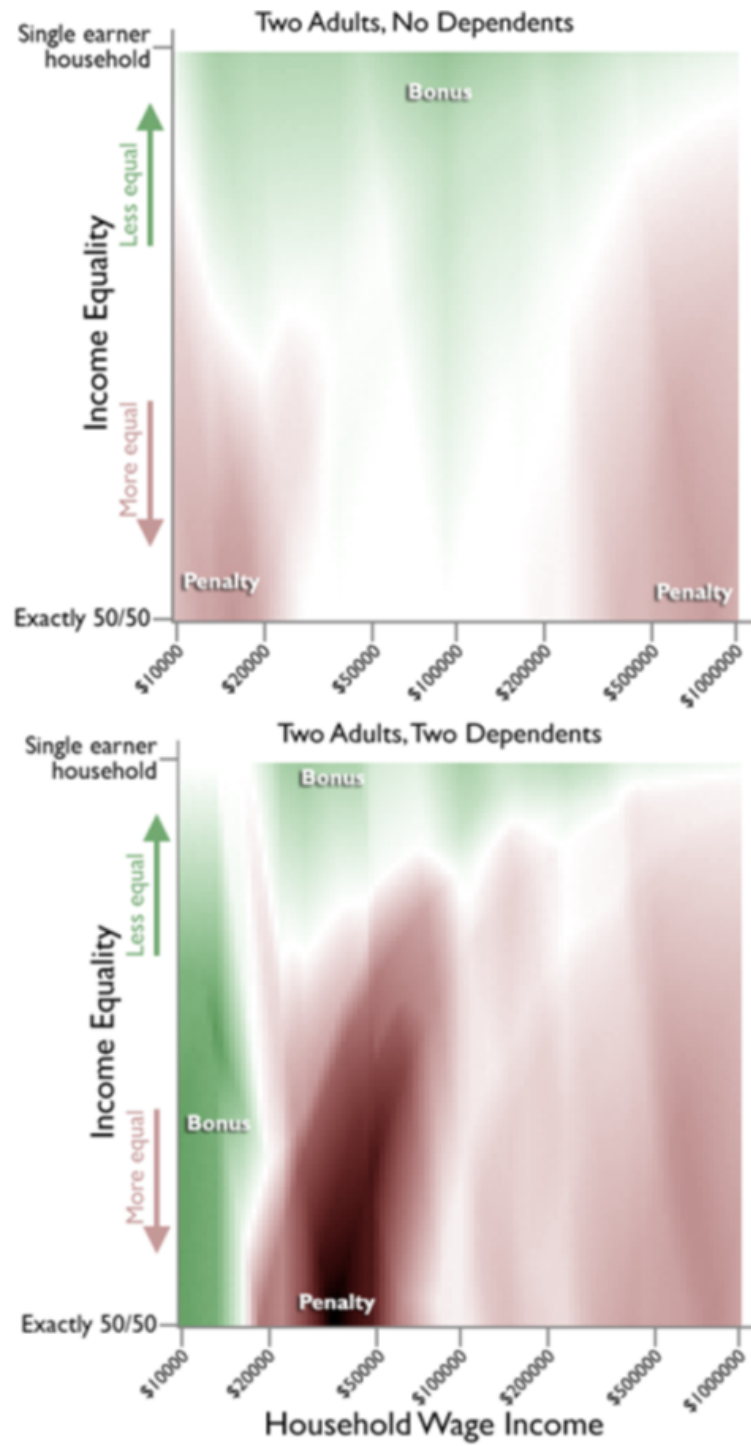 Two Adults, No Dependents
Single earner
household
Bonus
Less equal
Income Equality
More equal
Penalty
Penalty
Exactly 50/50
$10000
$20000
$50000
$100000
$200000
$500000
$1000000
Two Adults, Two Dependents
Single earner
household
Bonus
Less equal
Income Equality
More equal
Bonus
Penalty
Exactly 50/50
$10000
$20000
$50000
$100000
$200000
$500000
$1000000
Household Wage Income